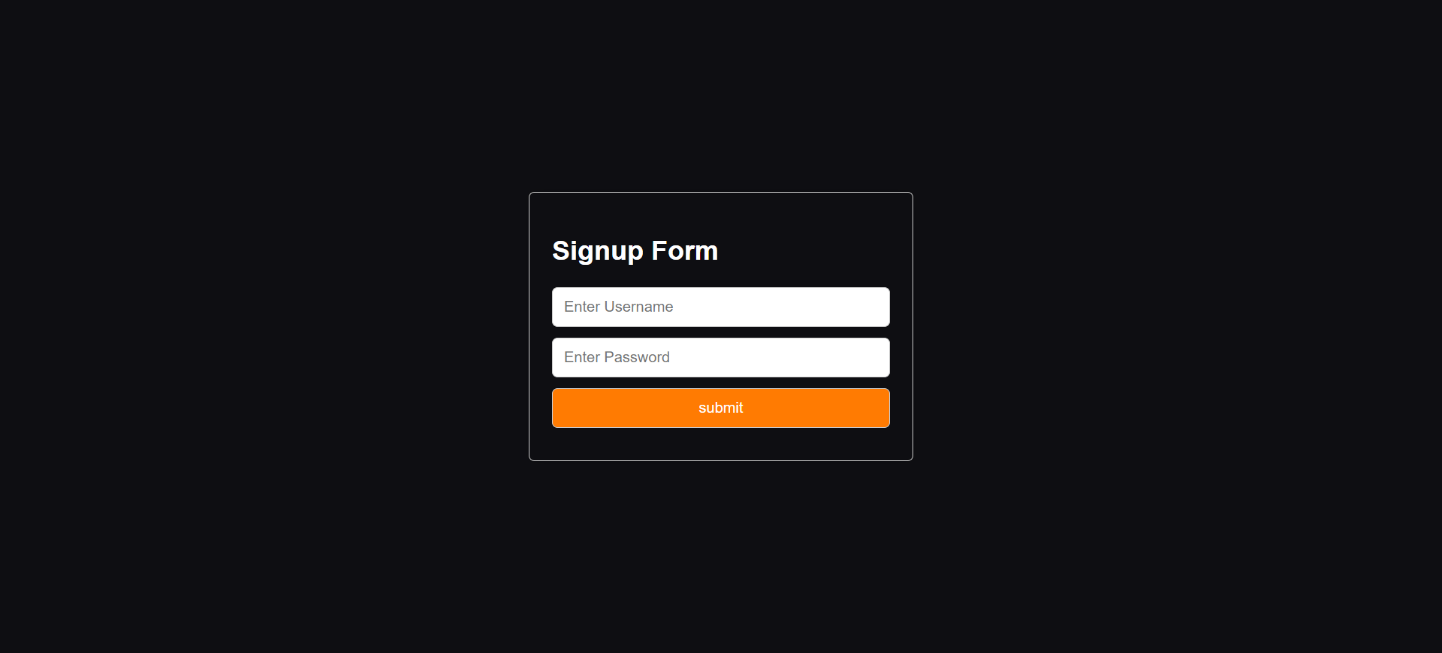 Signup Form
Enter Username
Enter Password
submit